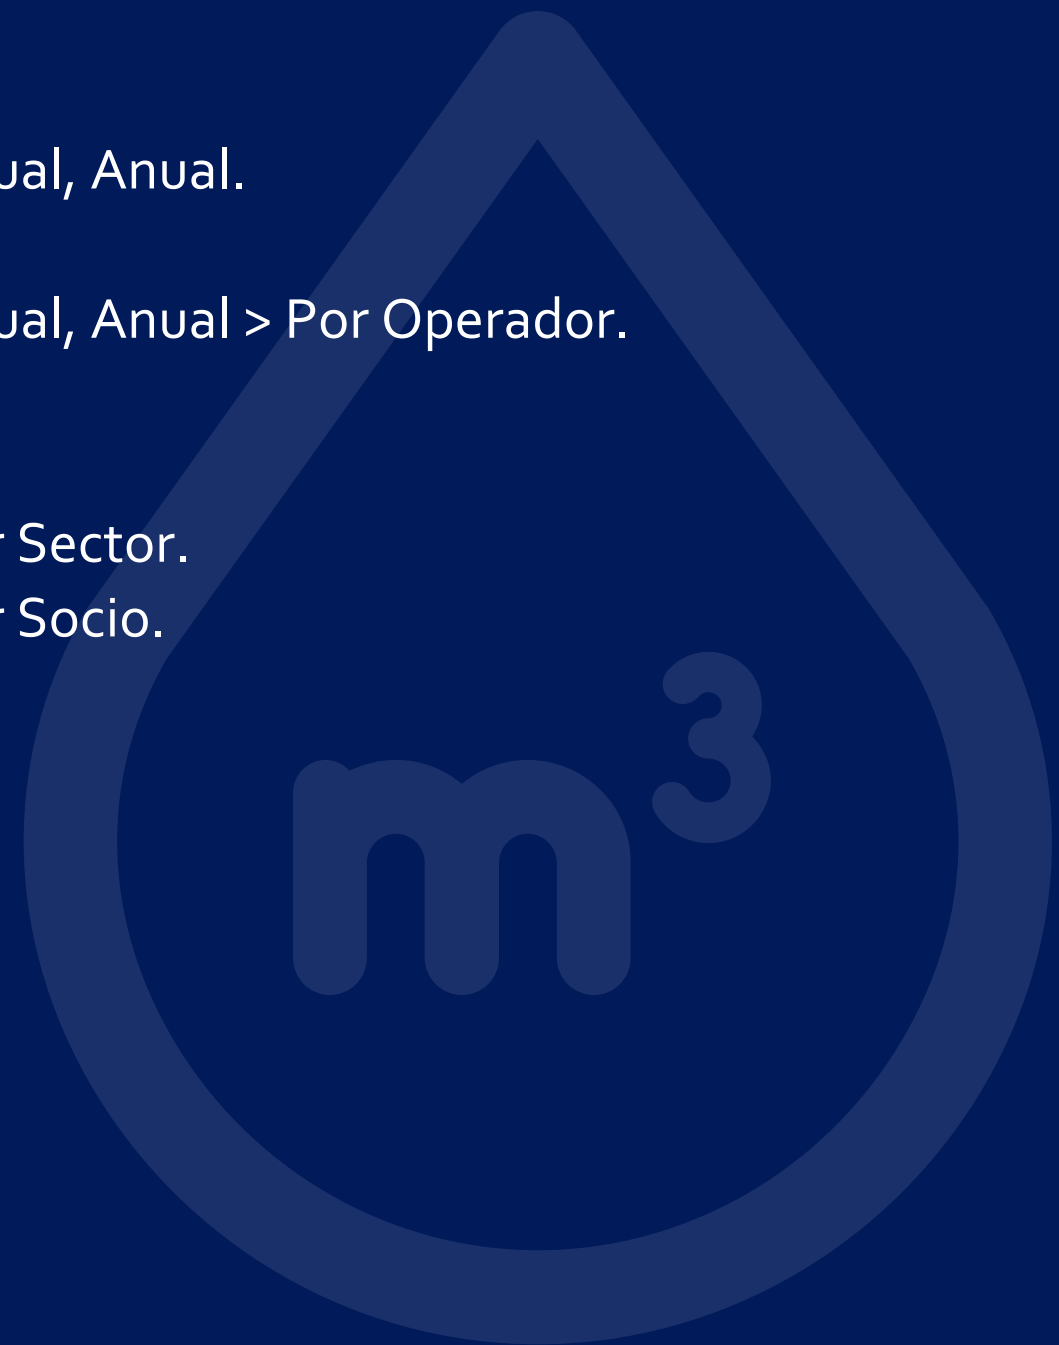 ual, Anual.
ual, Anual > Por Operador.
r Sector.
r Socio.
m³